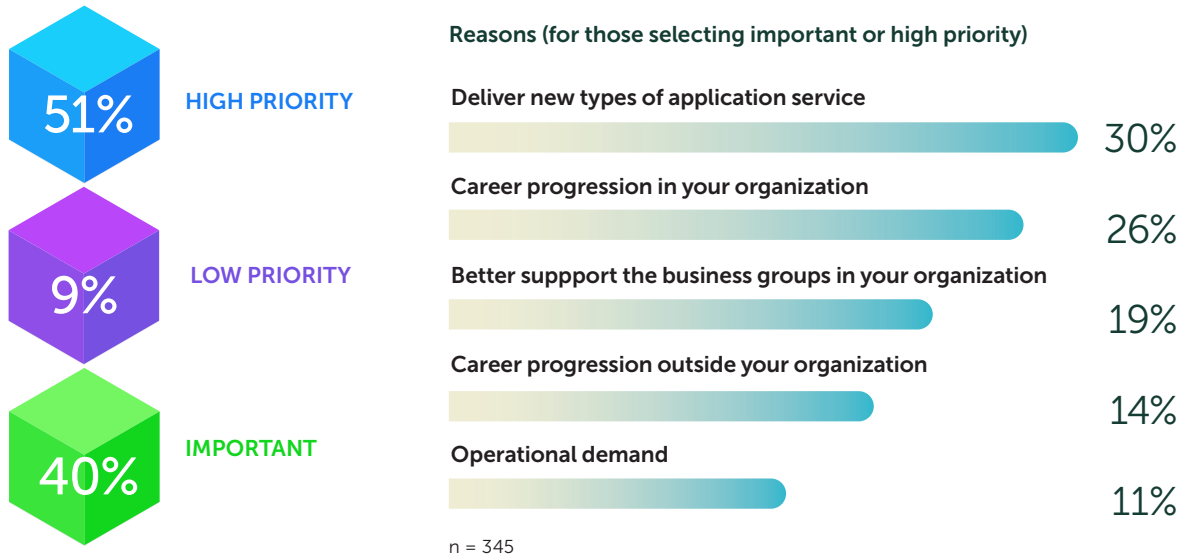 51%
HIGH PRIORITY
9%
LOW PRIORITY
40%
IMPORTANT
Reasons (for those selecting important or high priority)
Deliver new types of application service
30%
Career progression in your organization
26%
Better suppport the business groups in your organization
19%
Career progression outside your organization
14%
Operational demand
11%
n = 345